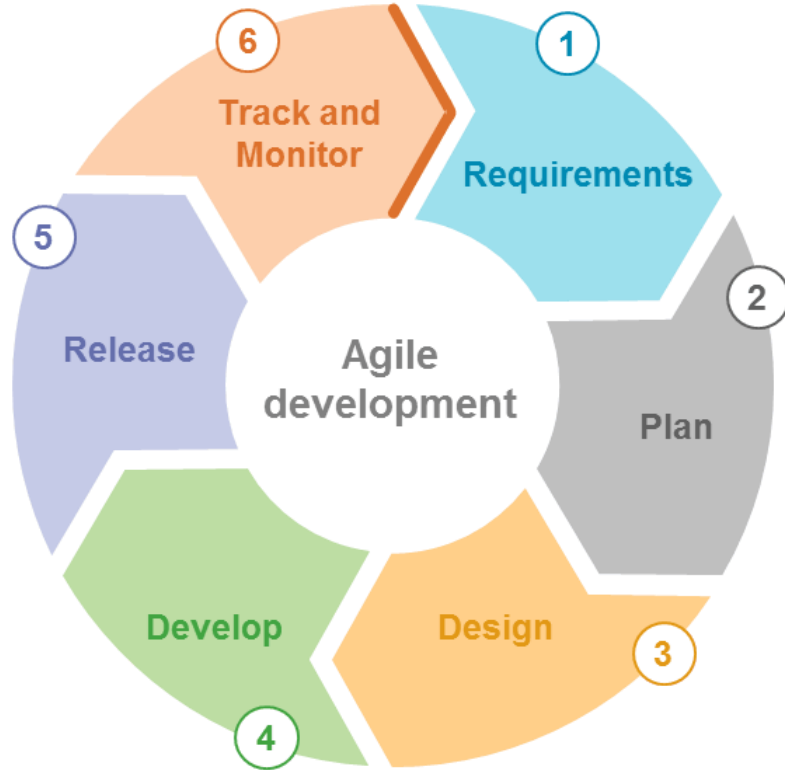 1
Requirements
2
Plan
3
Design
4
Develop
5
Release
6
Track and
Monitor
Agile
development